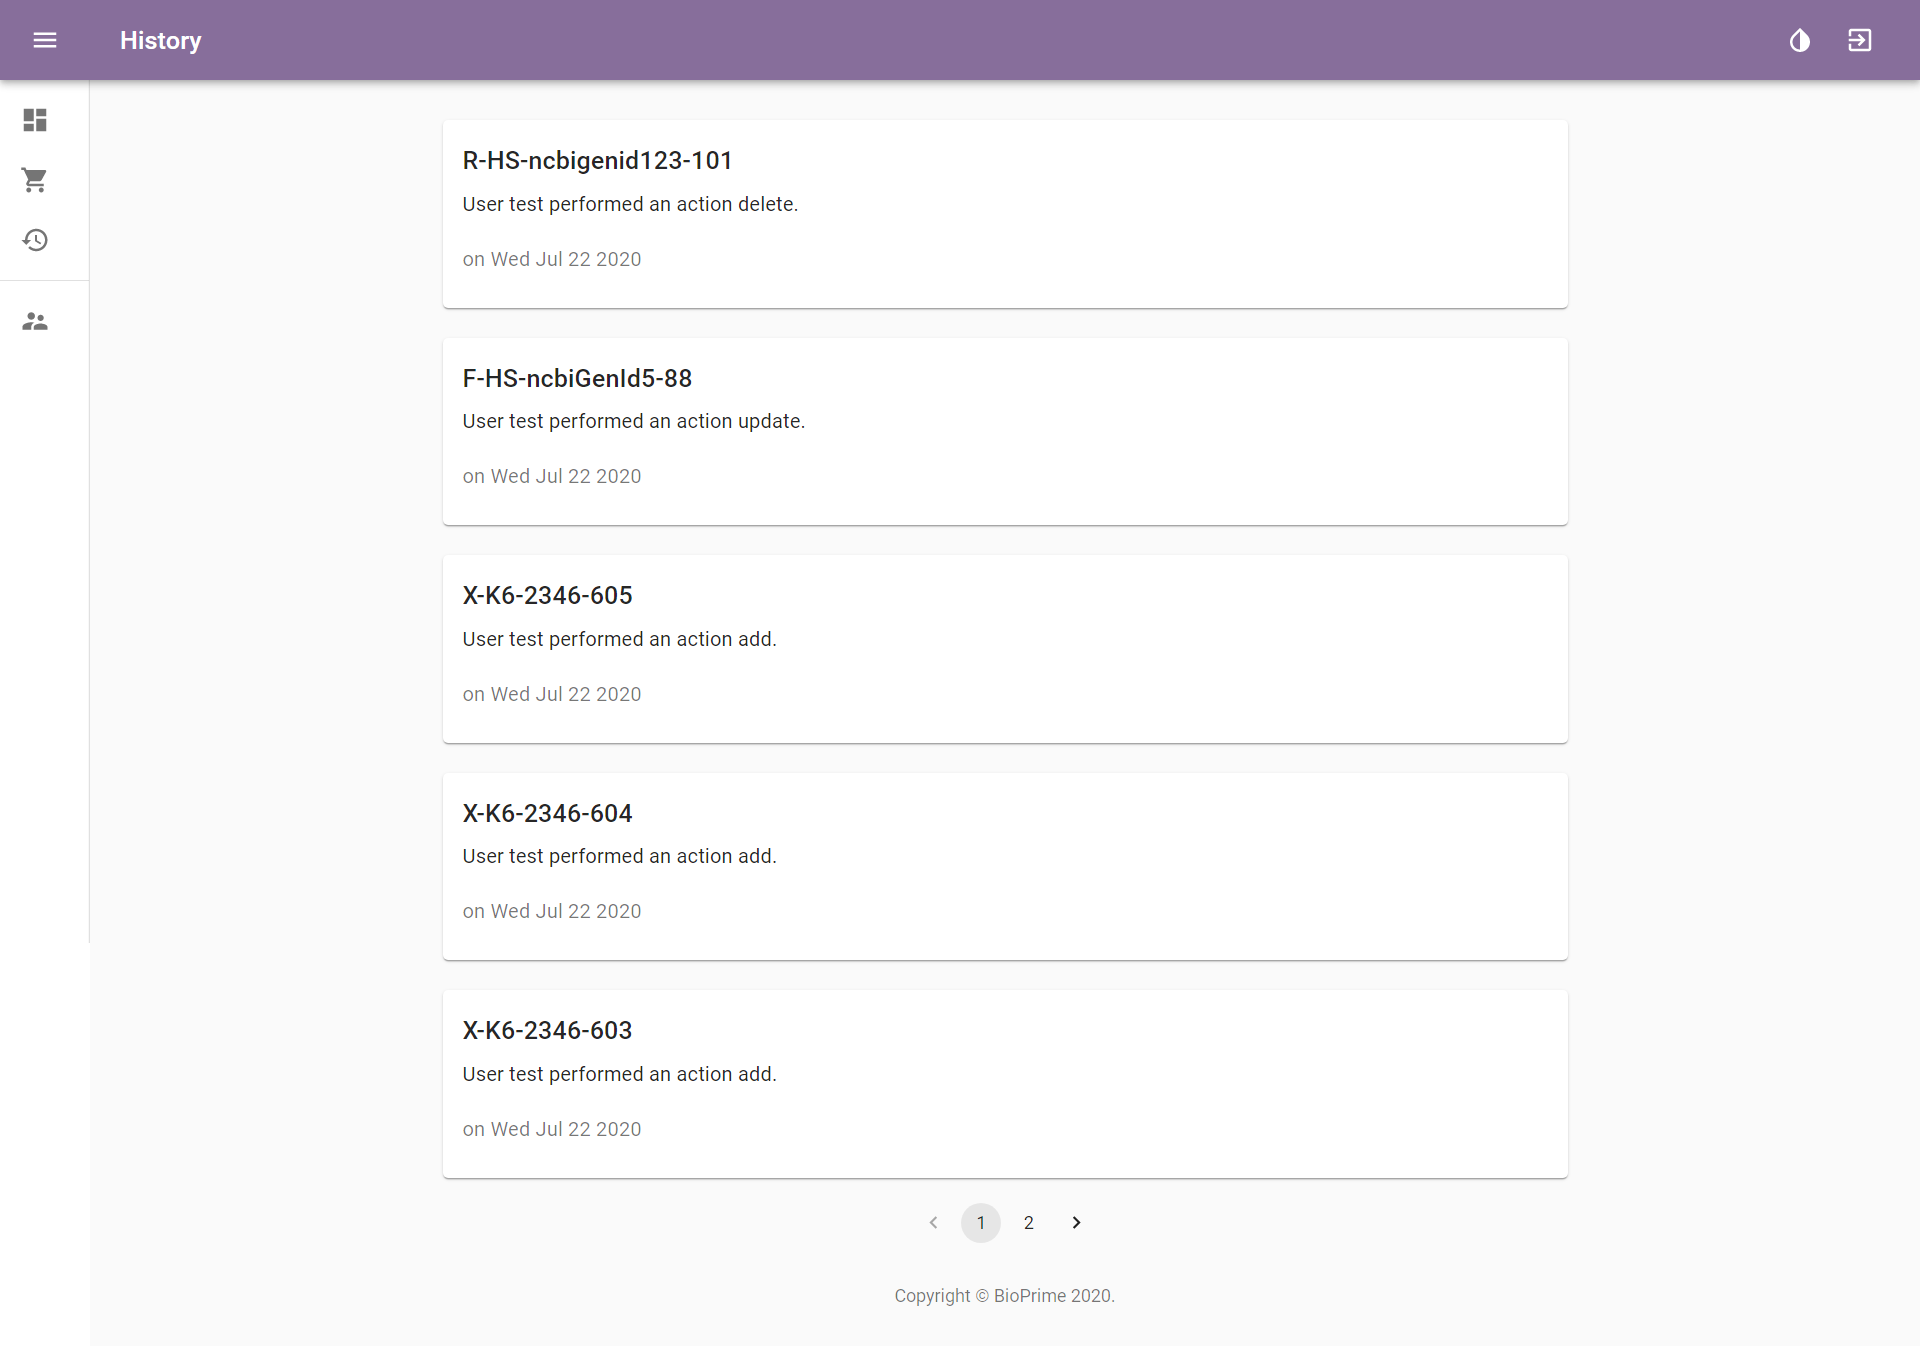 History
R-HS-ncbigenid123-101
User test performed an action delete.
on Wed Jul 22 2020
F-HS-ncbiGenId5-88
User test performed an action update.
on Wed Jul 22 2020
X-K6-2346-605
User test performed an action add.
on Wed Jul 22 2020
X-K6-2346-604
User test performed an action add.
on Wed Jul 22 2020
X-K6-2346-603
User test performed an action add.
on Wed Jul 22 2020
1 2
Copyright © BioPrime 2020.